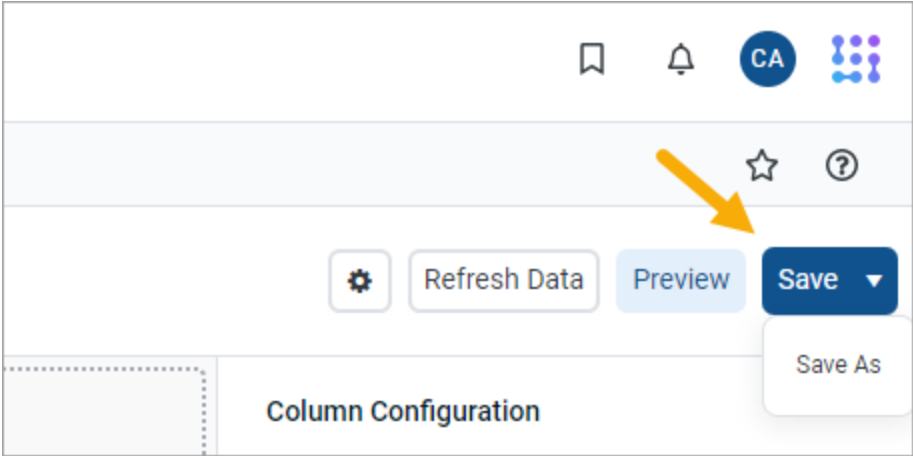 CA
Refresh Data
Preview
Save
Save As
Column Configuration